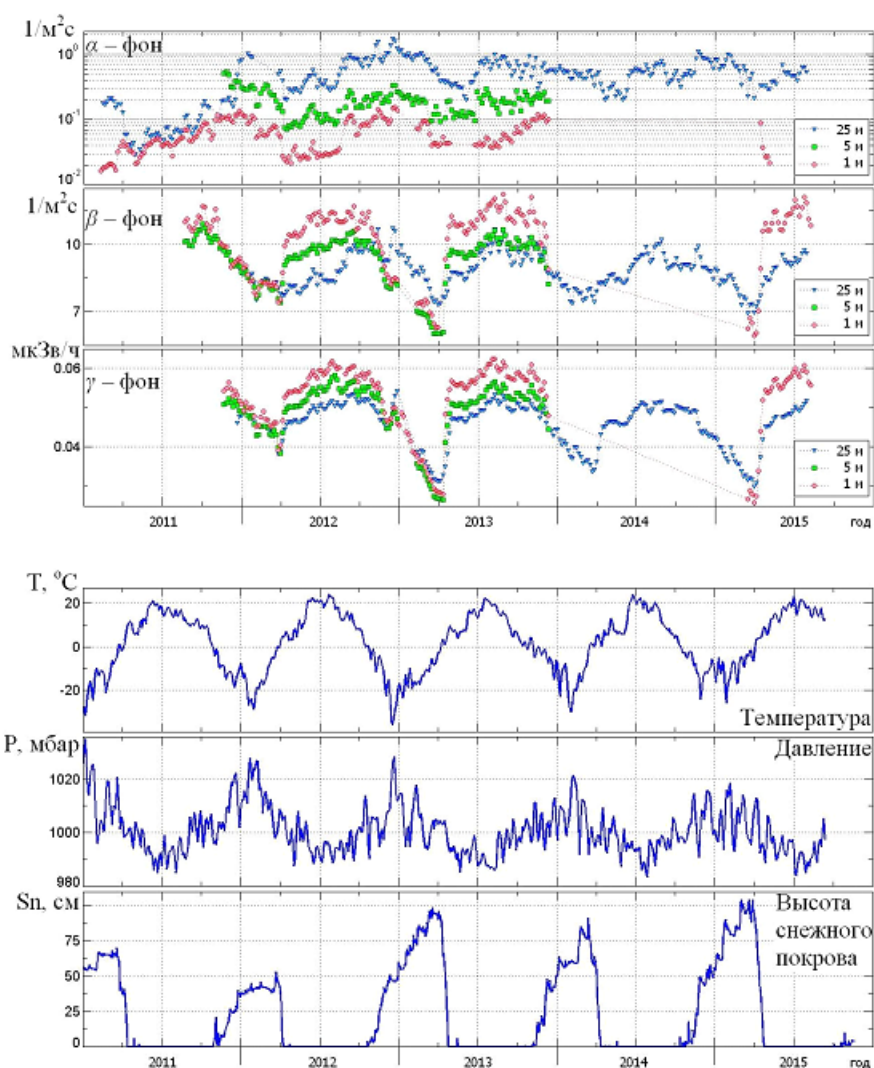 1/м²с
α – фон
10⁰
10⁻¹
10⁻²
25 и
5 и
1 и
1/м²с
β – фон
10
7
25 и
5 и
1 и
мкЗв/ч
γ – фон
0.06
0.04
25 и
5 и
1 и
2011 2012 2013 2014 2015 год
T, °C
20
0
-20
Температура
P, мбар
Давление
1020
1000
980
Sn, см
Высота
снежного
покрова
75
50
25
0
2011 2012 2013 2014 2015 год